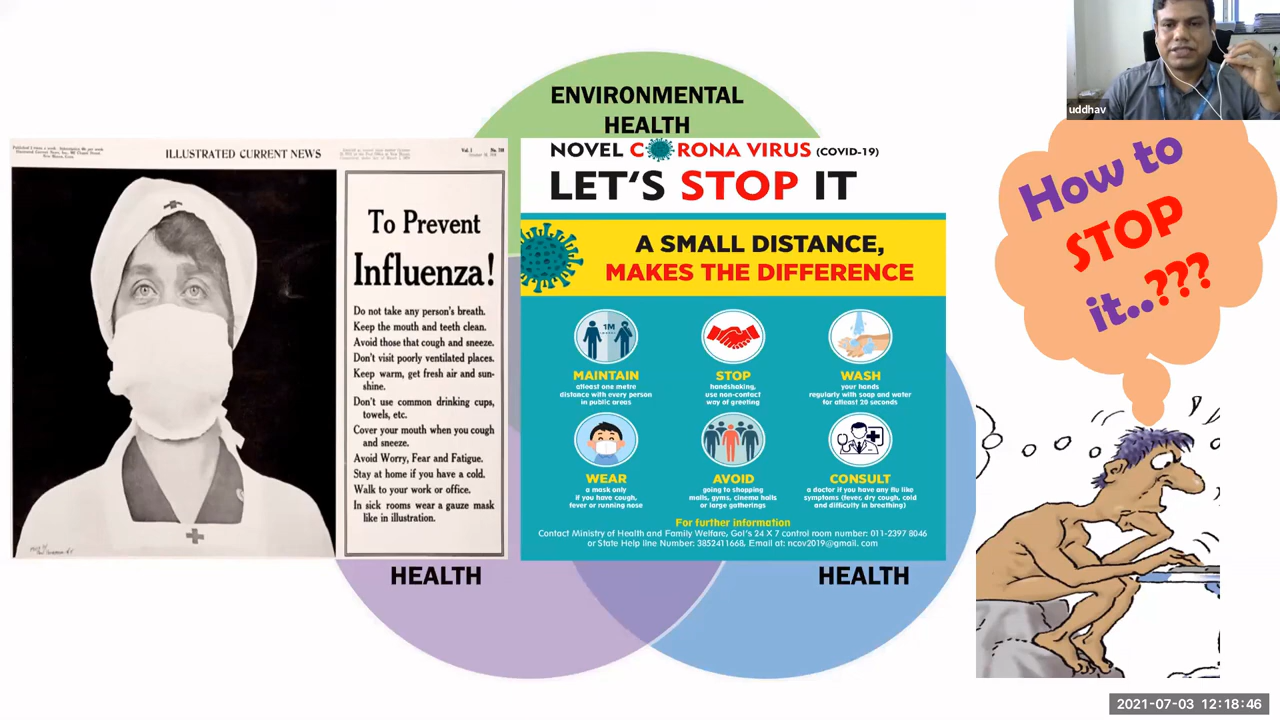 ENVIRONMENTAL
HEALTH
ILLUSTRATED CURRENT NEWS
To Prevent
Influenza!
Do not take any person's breath.
Keep the mouth and teeth clean.
Avoid those that cough and sneeze.
Don't visit poorly ventilated places.
Keep warm, get fresh air and sun-
shine.
Don't use common drinking cups,
towels, etc.
Cover your mouth when you cough
and sneeze.
Avoid Worry, Fear and Fatigue.
Stay at home if you have a cold.
Walk to your work or office.
In sick rooms wear a gauze mask
like in illustration.
HEALTH
NOVEL CORONA VIRUS (COVID-19)
LET'S STOP IT
A SMALL DISTANCE,
MAKES THE DIFFERENCE
1M
MAINTAIN
atleast one metre
distance with every person
in public areas
STOP
handshaking,
use non-contact
way of greeting
WASH
your hands
regularly with soap and water
for atleast 20 seconds
WEAR
a mask only
if you have cough,
fever or running nose
AVOID
going to shopping
malls, gyms, cinema halls
or large gatherings
CONSULT
a doctor if you have any flu like
symptoms (fever, dry cough, cold
and difficulty in breathing)
For further information
Contact Ministry of Health and Family Welfare, GoI's 24 X 7 control room number: 011-2397 8046
or State Help line Number: 3852411668, Email at: ncov2019@gmail. com
HEALTH
uddhav
How to
STOP
it..???
2021-07-03 12:18:46